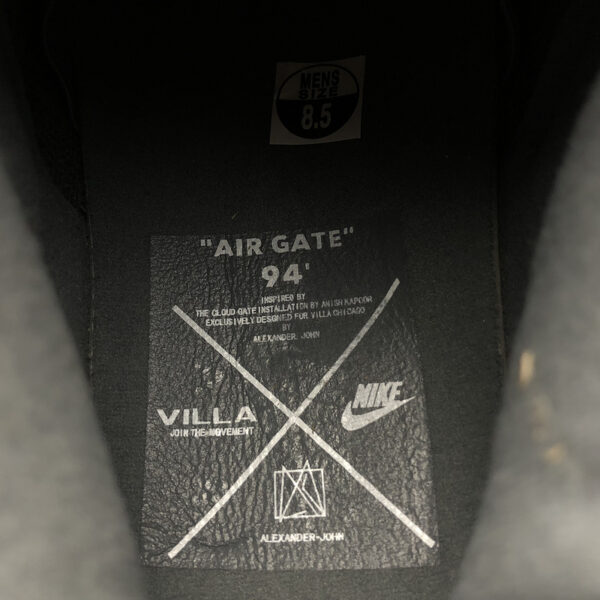 MENS
SIZE
8.5
"AIR GATE"
94'
INSPIRED BY
THE CLOUD GATE INSTALLATION BY ANISH KAPOOR
EXCLUSIVELY DESIGNED FOR VILLA CHICAGO
BY
ALEXANDER JOHN
VILLA
JOIN THE MOVEMENT
NIKE
ALEXANDER-JOHN